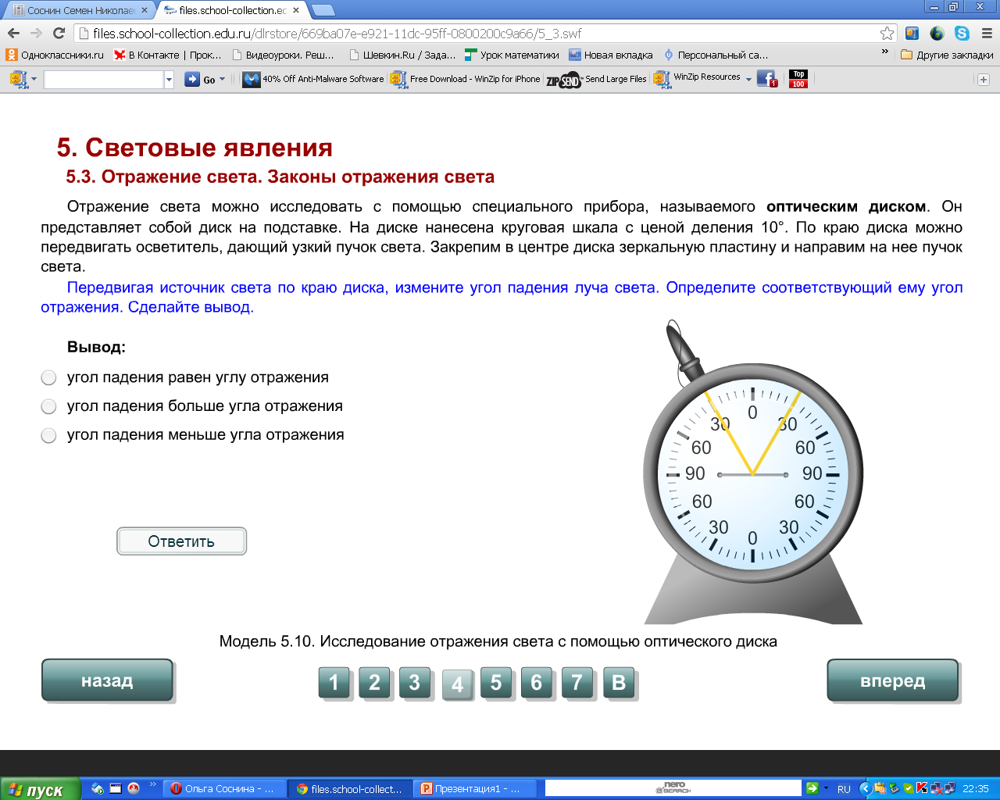 Соснин Семен Николаев
files.school-collection.ec
files.school-collection.edu.ru/dlrstore/669ba07e-e921-11dc-95ff-0800200c9a66/5_3.swf
Одноклассники.ru
В Контакте | Прок...
Видеоуроки. Реш...
Шевкин.Ru / Зада...
Урок математики
Новая вкладка
Персональный са...
»
Другие закладки
Go
40% Off Anti-Malware Software
Free Download - WinZip for iPhone
ZIPSEND
Send Large Files
WinZip Resources
1
Top 100
5. Световые явления
5.3. Отражение света. Законы отражения света
Отражение света можно исследовать с помощью специального прибора, называемого оптическим диском. Он
представляет собой диск на подставке. На диске нанесена круговая шкала с ценой деления 10°. По краю диска можно
передвигать осветитель, дающий узкий пучок света. Закрепим в центре диска зеркальную пластину и направим на нее пучок
света.
Передвигая источник света по краю диска, измените угол падения луча света. Определите соответствующий ему угол
отражения. Сделайте вывод.
Вывод:
угол падения равен углу отражения
угол падения больше угла отражения
угол падения меньше угла отражения
Ответить
0
30 30
60 60
90 90
60 60
30 30
0
Модель 5.10. Исследование отражения света с помощью оптического диска
назад
1 2 3 4 5 6 7 В
вперед
пуск
»
Ольга Соснина - ...
files.school-collect...
Презентация1 - ...
nero
SEARCH
RU
22:35